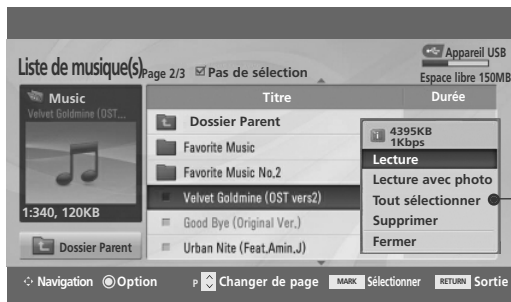 Liste de musique(s) Page 2/3 Pas de sélection
Appareil USB
Espace libre 150MB
Music
Velvet Goldmine (OST...
1:340, 120KB
Dossier Parent
Titre Durée
Dossier Parent
Favorite Music
Favorite Music No,2
Velvet Goldmine (OST vers2)
Good Bye (Original Ver.)
Urban Nite (Feat.Amin.J)
4395KB
1Kbps
Lecture
Lecture avec photo
Tout sélectionner
Supprimer
Fermer
Navigation Option P Changer de page MARK Sélectionner RETURN Sortie